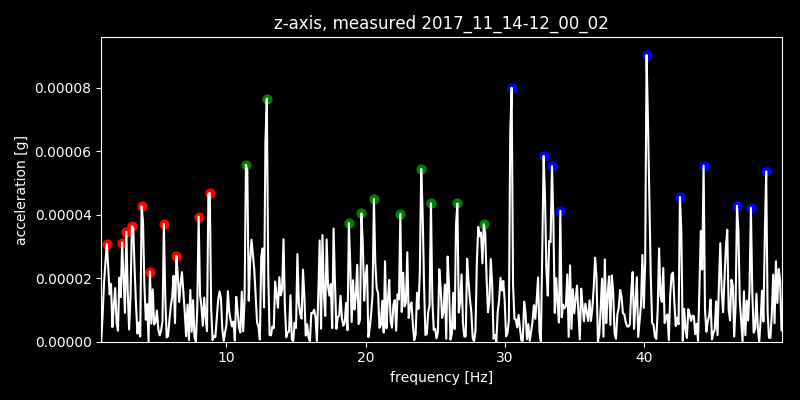 z-axis, measured 2017_11_14-12_00_02
0.00008
0.00006
0.00004
0.00002
0.00000
acceleration [g]
10 20 30 40
frequency [Hz]